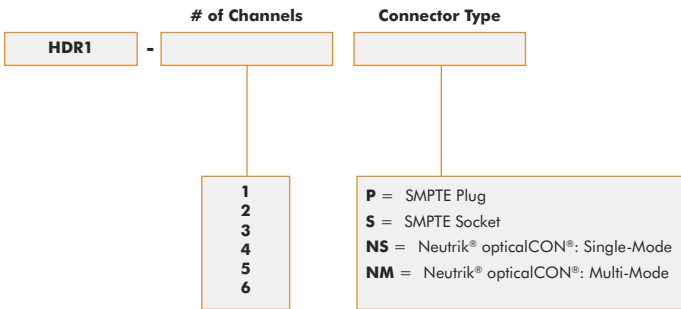 # of Channels
Connector Type
HDR1 -
1
2
3
4
5
6
P = SMPTE Plug
S = SMPTE Socket
NS = Neutrik® opticalCON®: Single-Mode
NM = Neutrik® opticalCON®: Multi-Mode